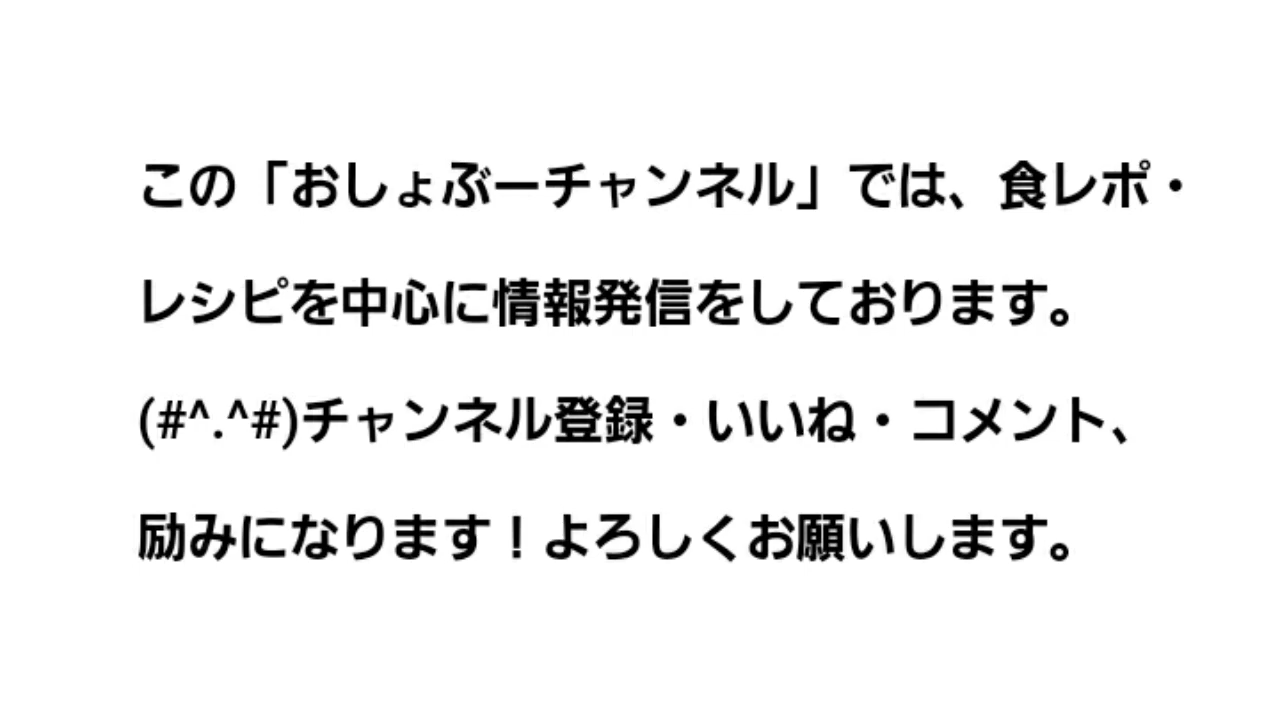 この「おしょぶーチャンネル」では、食レポ・
レシピを中心に情報発信をしております。
(#^.^#)チャンネル登録・いいね・コメント、
励みになります！よろしくお願いします。